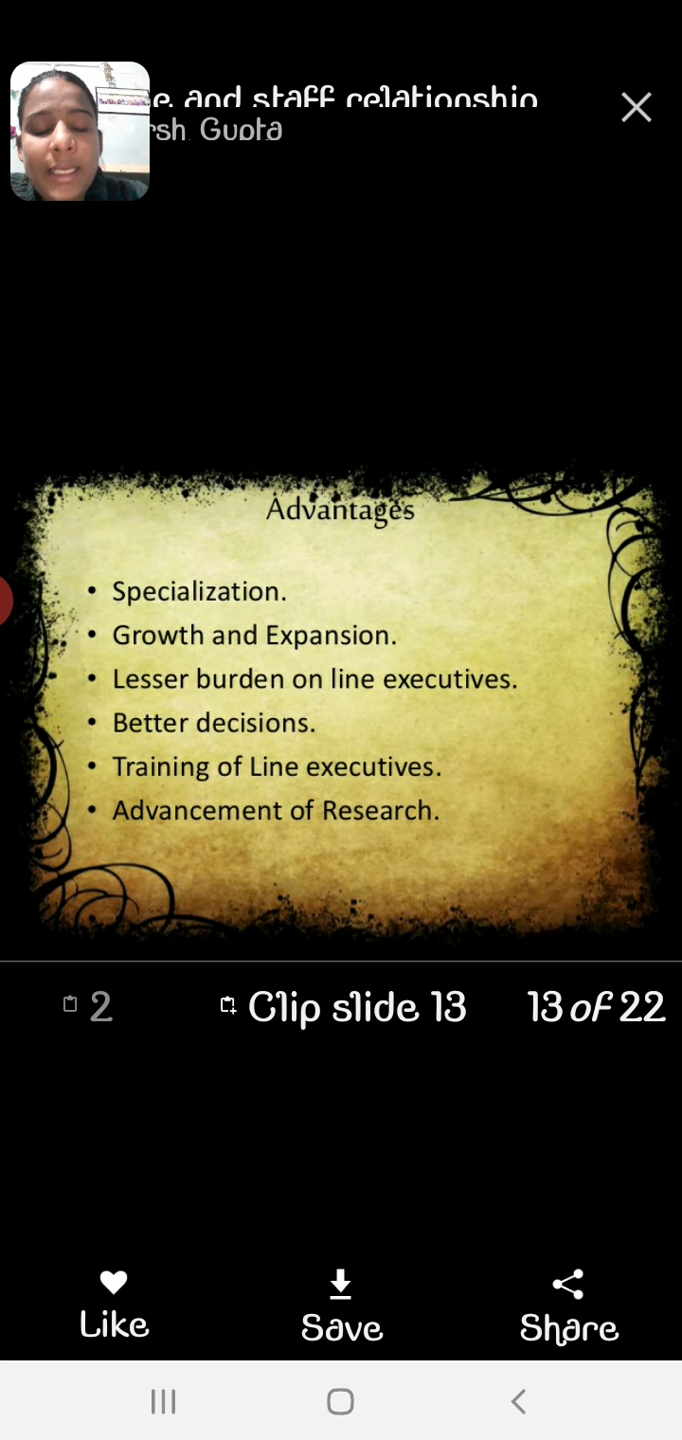 and staff relationship
Gupta
Advantages
• Specialization.
• Growth and Expansion.
• Lesser burden on line executives.
• Better decisions.
• Training of Line executives.
• Advancement of Research.
2
Clip slide 13
13 of 22
Like
Save
Share